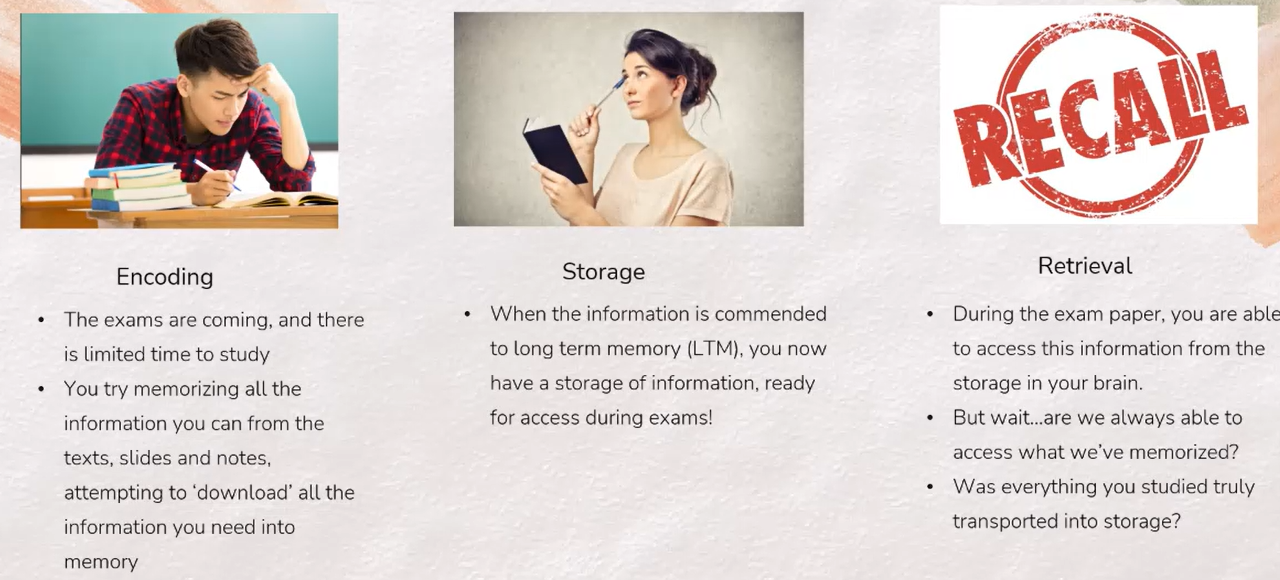 RECALL
Encoding
• The exams are coming, and there
is limited time to study
• You try memorizing all the
information you can from the
texts, slides and notes,
attempting to ‘download’ all the
information you need into
memory
Storage
• When the information is commended
to long term memory (LTM), you now
have a storage of information, ready
for access during exams!
Retrieval
• During the exam paper, you are able
to access this information from the
storage in your brain.
• But wait...are we always able to
access what we’ve memorized?
• Was everything you studied truly
transported into storage?